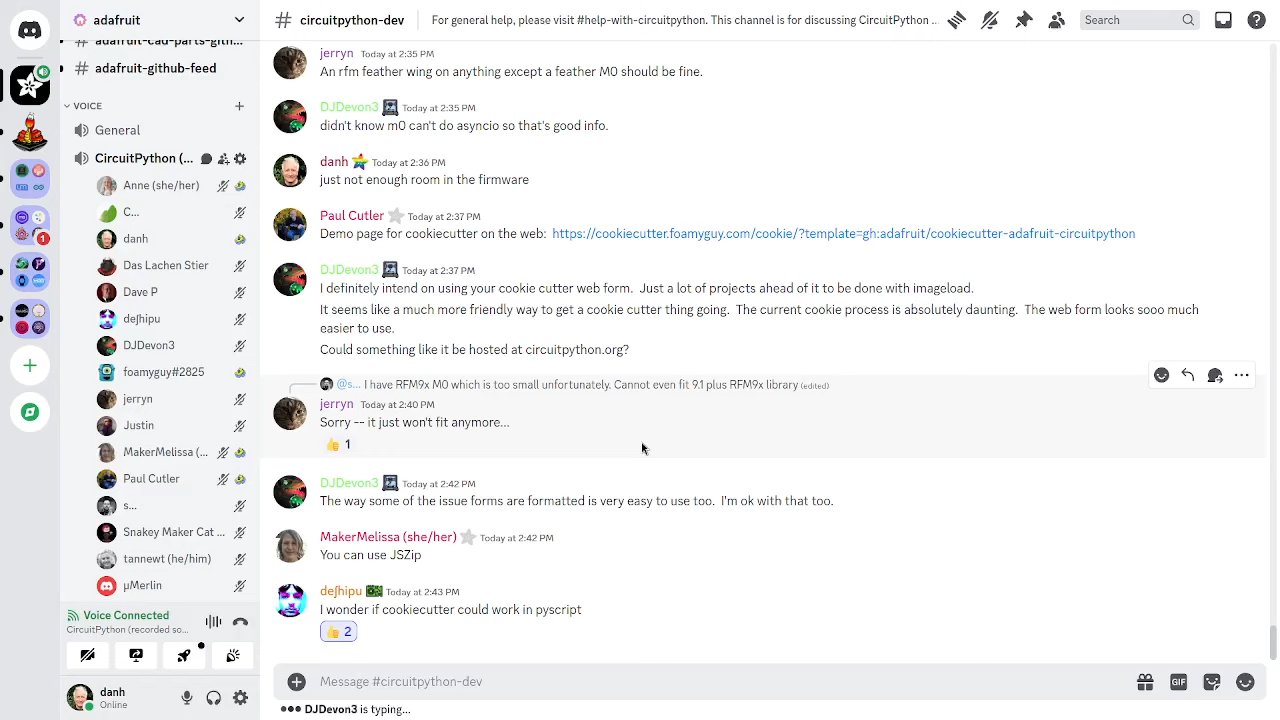 adafruit
# circuitpython-dev
For general help, please visit #help-with-circuitpython. This channel is for discussing CircuitPython ...
Search
# adafruit-cad-parts-gith...
# adafruit-github-feed
VOICE
General
CircuitPython (...
Anne (she/her)
C...
danh
Das Lachen Stier
Dave P
deʃhipu
DJDevon3
foamyguy#2825
jerryn
Justin
MakerMelissa (...
Paul Cutler
s...
Snakey Maker Cat ...
tannewt (he/him)
µMerlin
Voice Connected
CircuitPython (recorded so...
danh
Online
1
jerryn Today at 2:35 PM
An rfm feather wing on anything except a feather M0 should be fine.
DJDevon3 Today at 2:35 PM
didn't know m0 can't do asyncio so that's good info.
danh Today at 2:36 PM
just not enough room in the firmware
Paul Cutler Today at 2:37 PM
Demo page for cookiecutter on the web: https://cookiecutter.foamyguy.com/cookie/?template=gh:adafruit/cookiecutter-adafruit-circuitpython
DJDevon3 Today at 2:37 PM
I definitely intend on using your cookie cutter web form. Just a lot of projects ahead of it to be done with imageload.
It seems like a much more friendly way to get a cookie cutter thing going. The current cookie process is absolutely daunting. The web form looks sooo much
easier to use.
Could something like it be hosted at circuitpython.org?
@s... I have RFM9x M0 which is too small unfortunately. Cannot even fit 9.1 plus RFM9x library (edited)
jerryn Today at 2:40 PM
Sorry -- it just won't fit anymore...
👍 1
DJDevon3 Today at 2:42 PM
The way some of the issue forms are formatted is very easy to use too. I'm ok with that too.
MakerMelissa (she/her) Today at 2:42 PM
You can use JSZip
deʃhipu Today at 2:43 PM
I wonder if cookiecutter could work in pyscript
👍 2
Message #circuitpython-dev
GIF
DJDevon3 is typing...